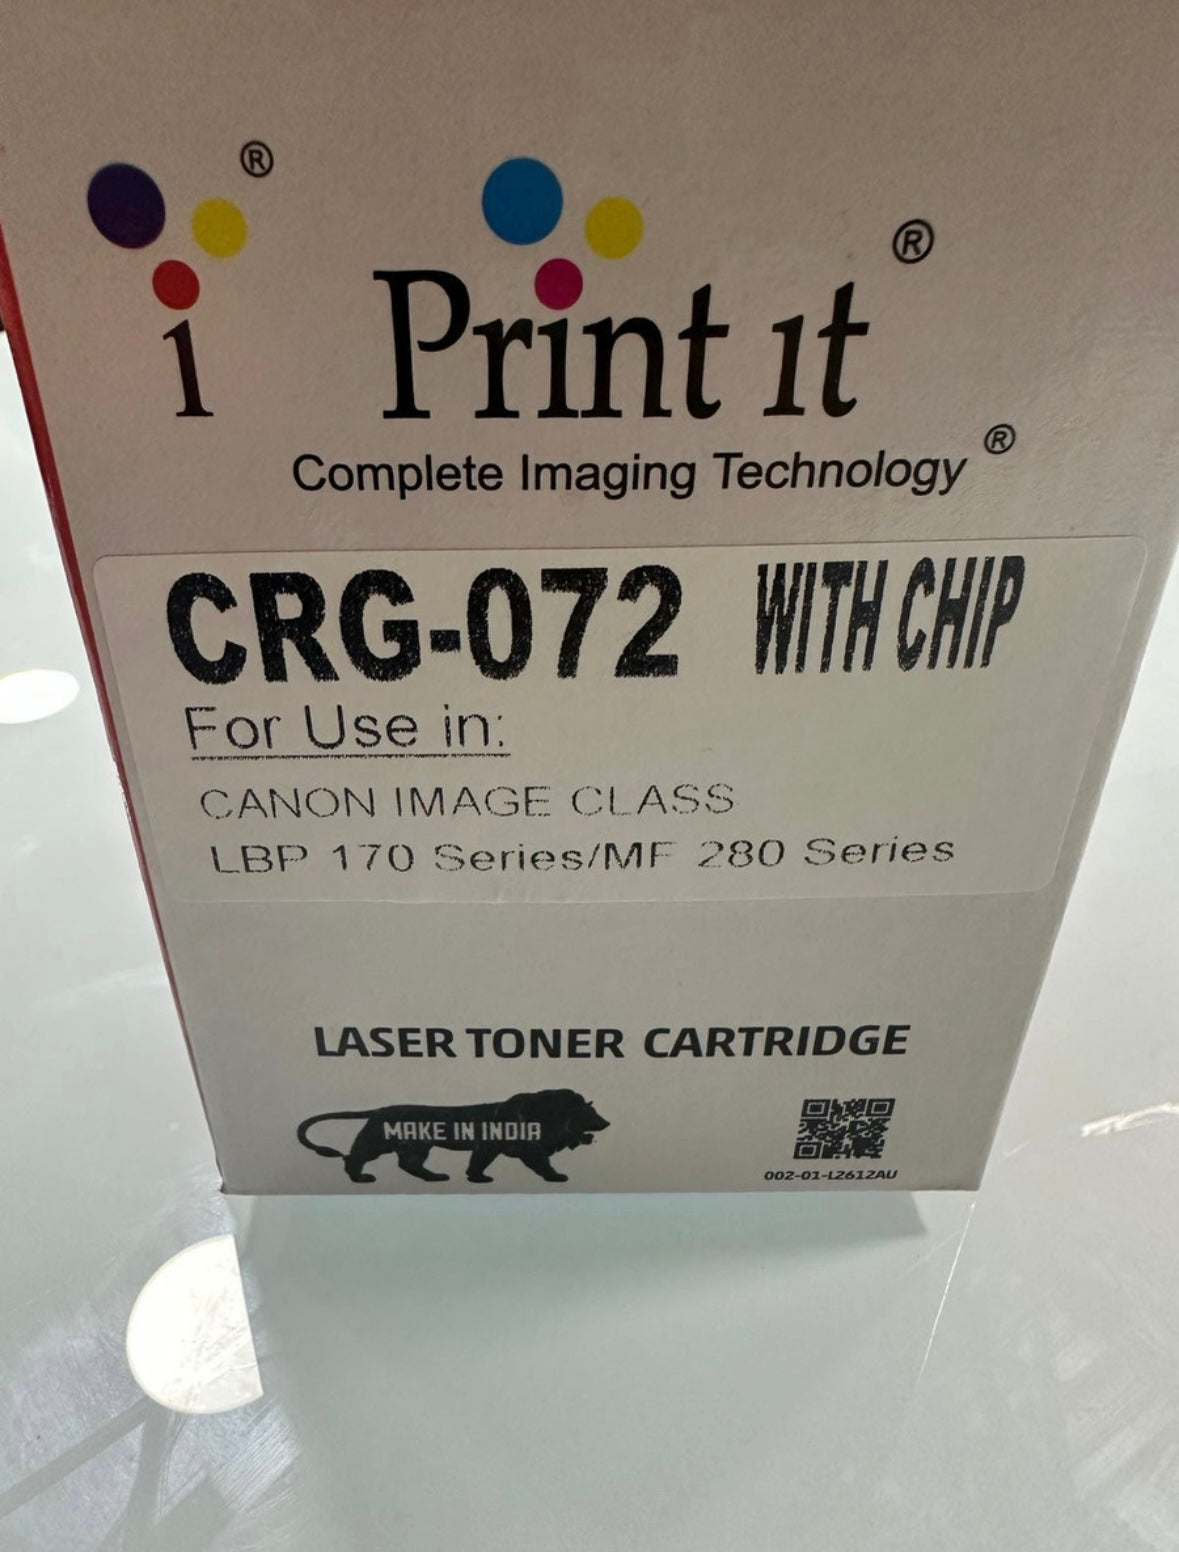 i ®
Print it ®
Complete Imaging Technology ®
CRG-072 WITH CHIP
For Use in:
CANON IMAGE CLASS
LBP 170 Series/MF 280 Series
LASER TONER CARTRIDGE
MAKE IN INDIA
002-01-L2612AU